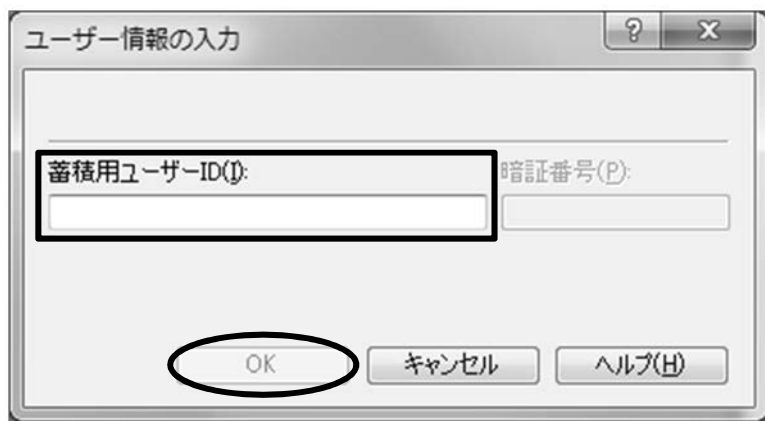 ユーザー情報の入力
蓄積用ユーザーID(I):
暗証番号(P):
OK
キャンセル
ヘルプ(H)